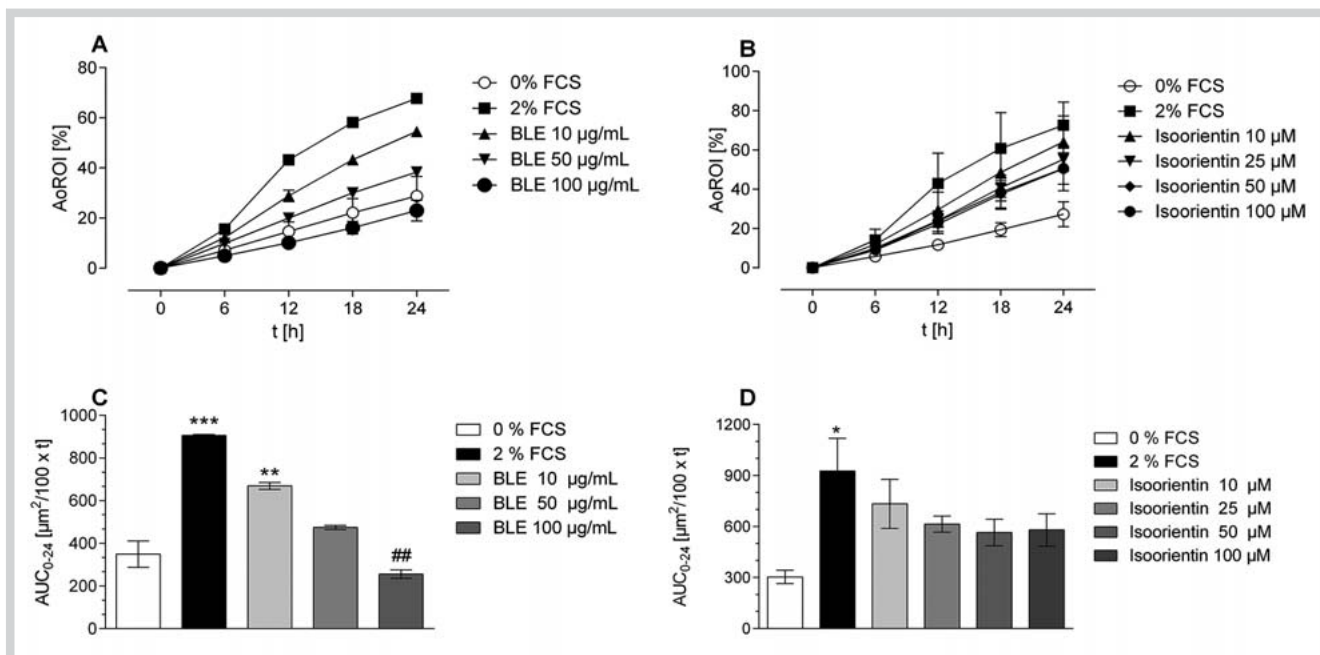 A
AoROI [%]
80
60
40
20
0
0 6 12 18 24
t [h]
0% FCS
2% FCS
BLE 10 µg/mL
BLE 50 µg/mL
BLE 100 µg/mL
B
AoROI [%]
100
80
60
40
20
0
0 6 12 18 24
t [h]
0% FCS
2% FCS
Isoorientin 10 µM
Isoorientin 25 µM
Isoorientin 50 µM
Isoorientin 100 µM
C
AUC0-24 [µm²/100 x t]
1000
800
600
400
200
0
***
**
##
0 % FCS
2 % FCS
BLE 10 µg/mL
BLE 50 µg/mL
BLE 100 µg/mL
D
AUC0-24 [µm²/100 x t]
1200
900
600
300
0
*
0 % FCS
2 % FCS
Isoorientin 10 µM
Isoorientin 25 µM
Isoorientin 50 µM
Isoorientin 100 µM